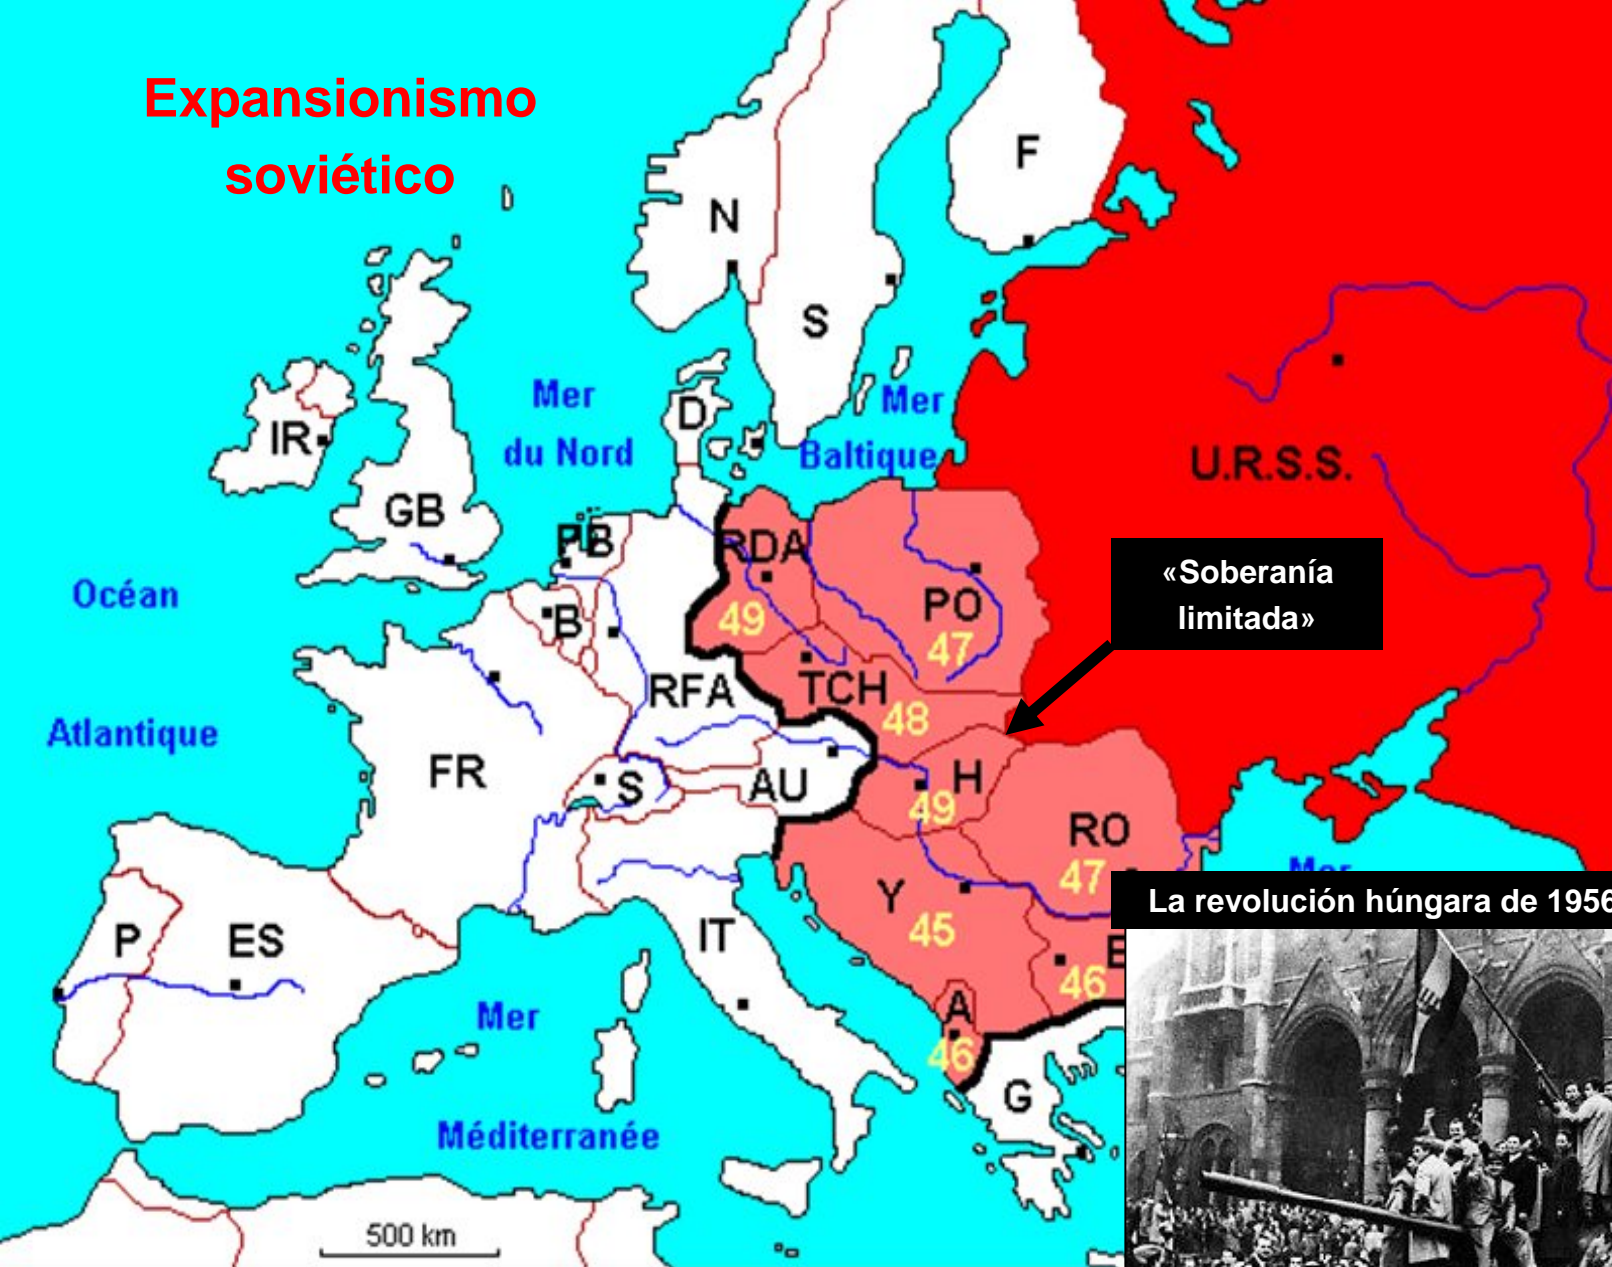 Expansionismo
soviético
F
N
S
Mer
du Nord
D
Mer
Baltique
IR
U.R.S.S.
GB
PB
RDA
«Soberanía
limitada»
Océan
B
49
PO
47
Atlantique
RFA
TCH
48
FR
S
AU
H
49
RO
47
Mer
Y
45
La revolución húngara de 1956
P
ES
IT
46
A
46
Mer
G
Méditerranée
500 km